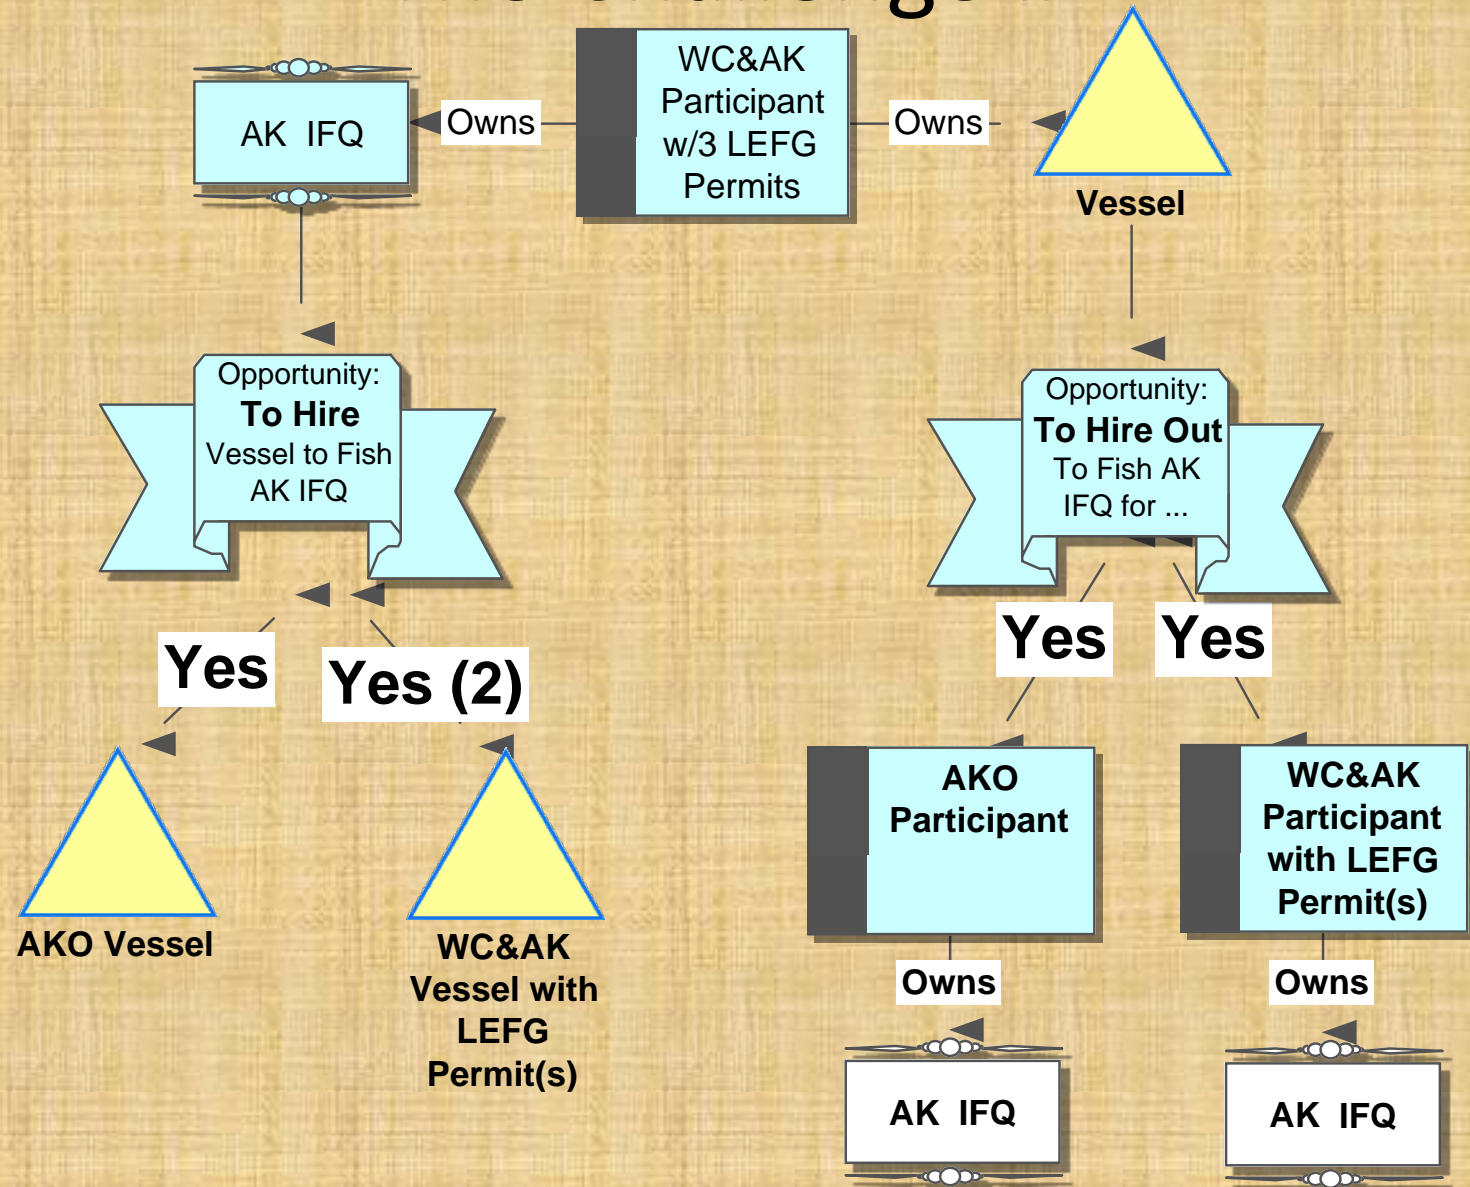 AK IFQ
Owns
WC&AK
Participant
w/3 LEFG
Permits
Owns
Vessel
Opportunity:
To Hire
Vessel to Fish
AK IFQ
Opportunity:
To Hire Out
To Fish AK
IFQ for ...
Yes
Yes (2)
Yes
Yes
AKO Vessel
WC&AK
Vessel with
LEFG
Permit(s)
AKO
Participant
WC&AK
Participant
with LEFG
Permit(s)
Owns
Owns
AK IFQ
AK IFQ